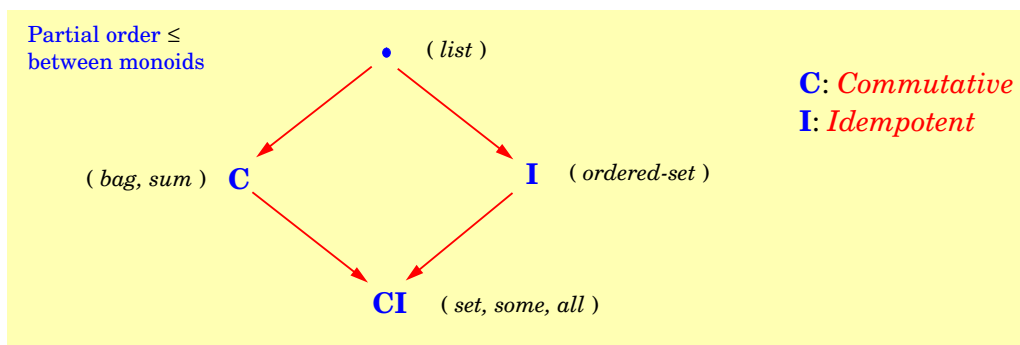 Partial order ≤
between monoids
• ( list )
C: Commutative
I: Idempotent
( bag, sum ) C I ( ordered-set )
CI ( set, some, all )